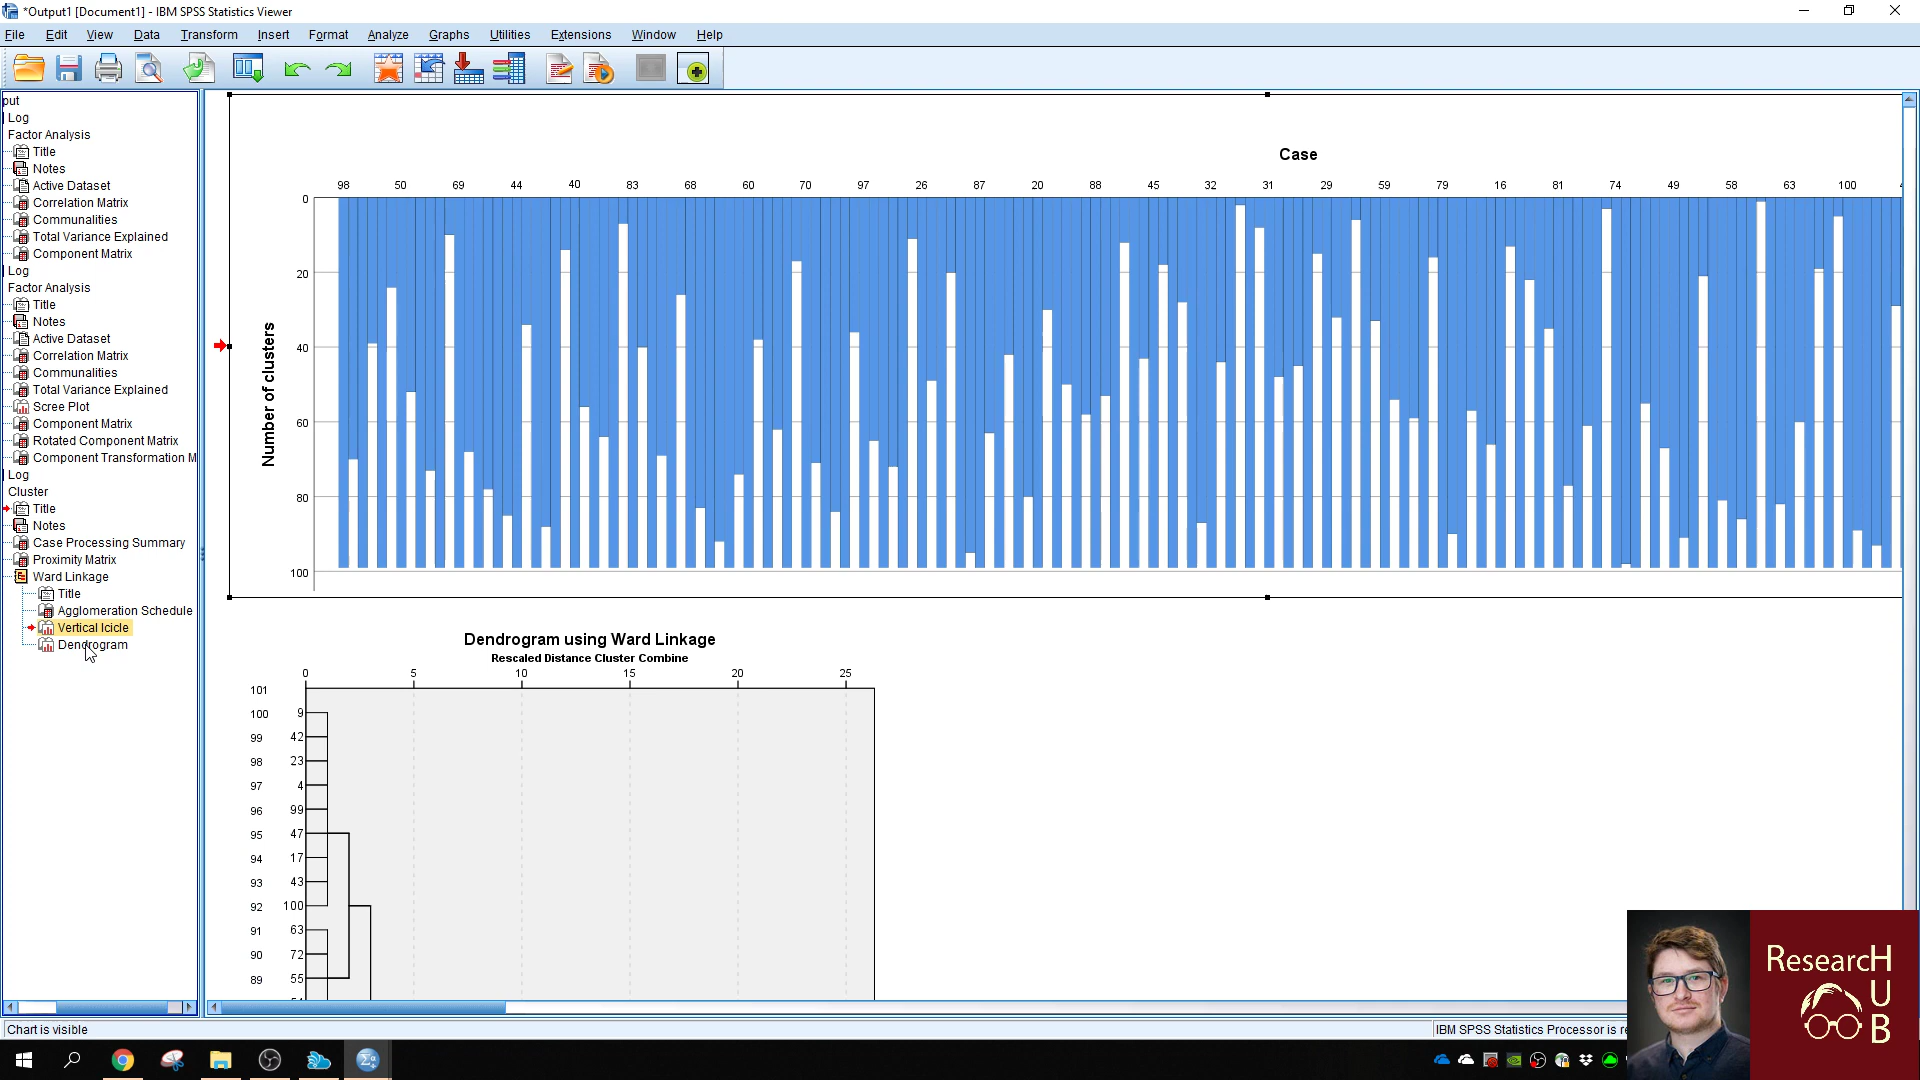 *Output1 [Document1] - IBM SPSS Statistics Viewer
File Edit View Data Transform Insert Format Analyze Graphs Utilities Extensions Window Help
put
Log
Factor Analysis
Title
Notes
Active Dataset
Correlation Matrix
Communalities
Total Variance Explained
Component Matrix
Log
Factor Analysis
Title
Notes
Active Dataset
Correlation Matrix
Communalities
Total Variance Explained
Scree Plot
Component Matrix
Rotated Component Matrix
Component Transformation M
Log
Cluster
Title
Notes
Case Processing Summary
Proximity Matrix
Ward Linkage
Title
Agglomeration Schedule
Vertical Icicle
Dendrogram
Case
98 50 69 44 40 83 68 60 70 97 26 87 20 88 45 32 31 29 59 79 16 81 74 49 58 63 100
0
20
40
60
80
100
Number of clusters
Dendrogram using Ward Linkage
Rescaled Distance Cluster Combine
0 5 10 15 20 25
101
100 9
99 42
98 23
97 4
96 99
95 47
94 17
93 43
92 100
91 63
90 72
89 55
Chart is visible
IBM SPSS Statistics Processor is re
ResearcH
U
B